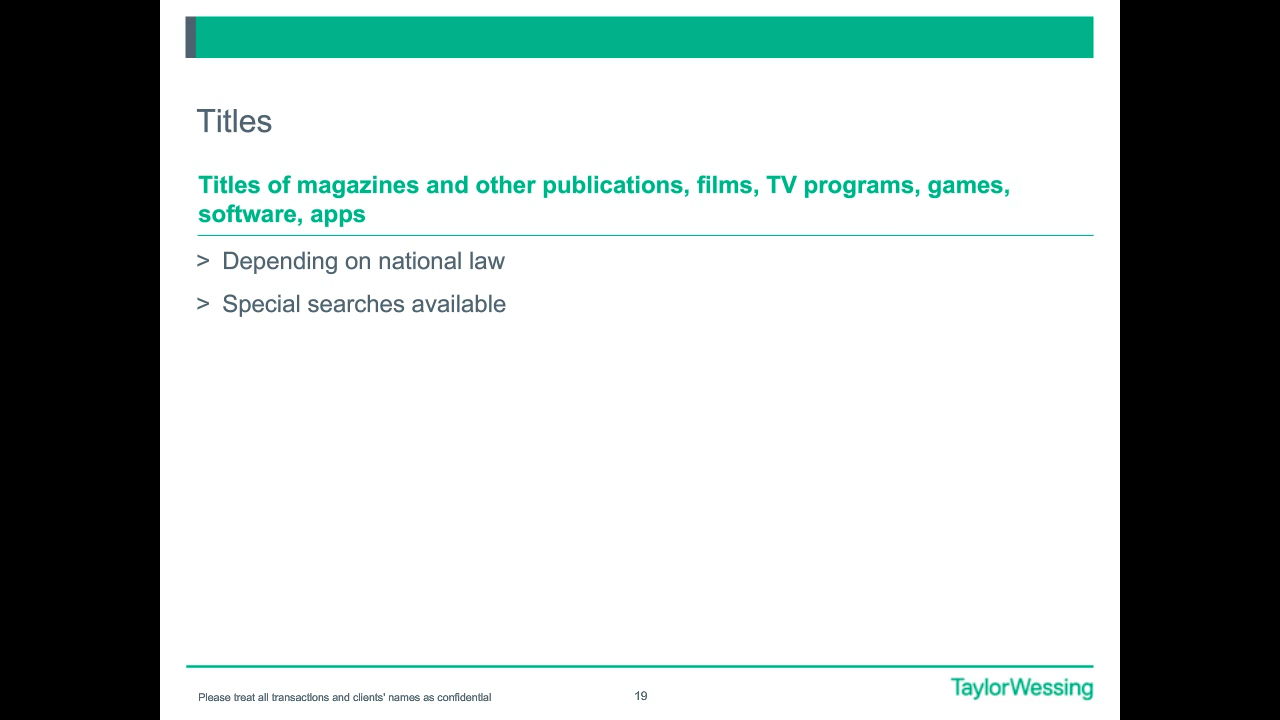 Titles
Titles of magazines and other publications, films, TV programs, games,
software, apps
> Depending on national law
> Special searches available
Please treat all transactions and clients' names as confidential
19
TaylorWessing